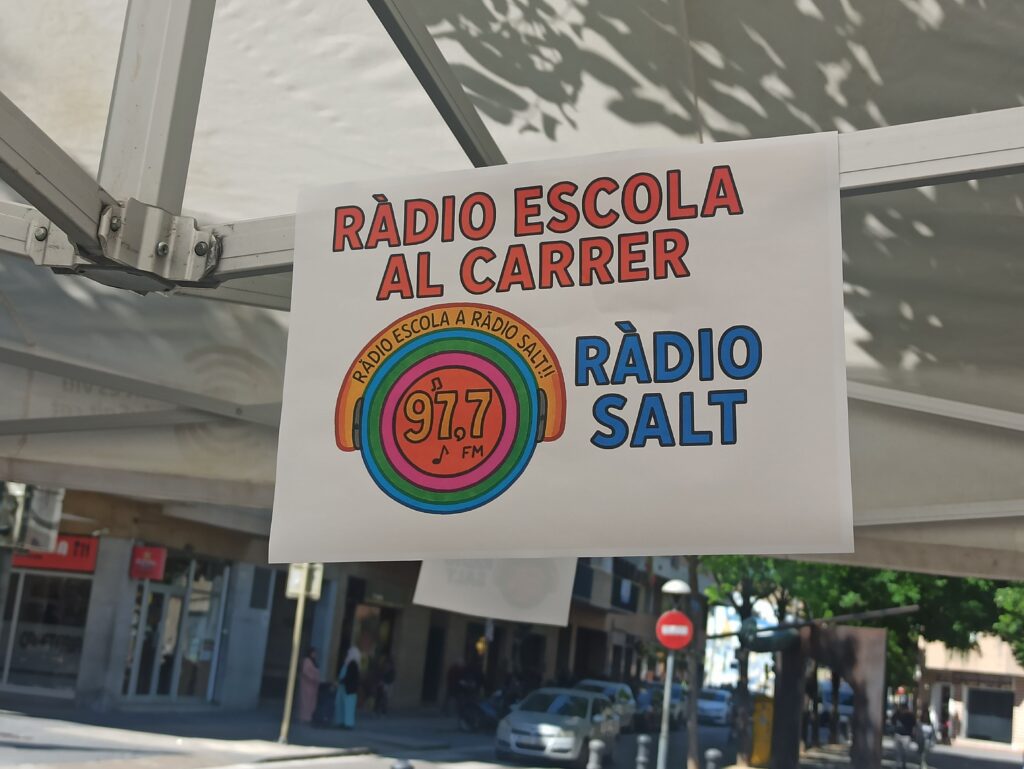 RÀDIO ESCOLA
AL CARRER
RÀDIO ESCOLA A RÀDIO SALT!!
97,7
FM
RÀDIO
SALT